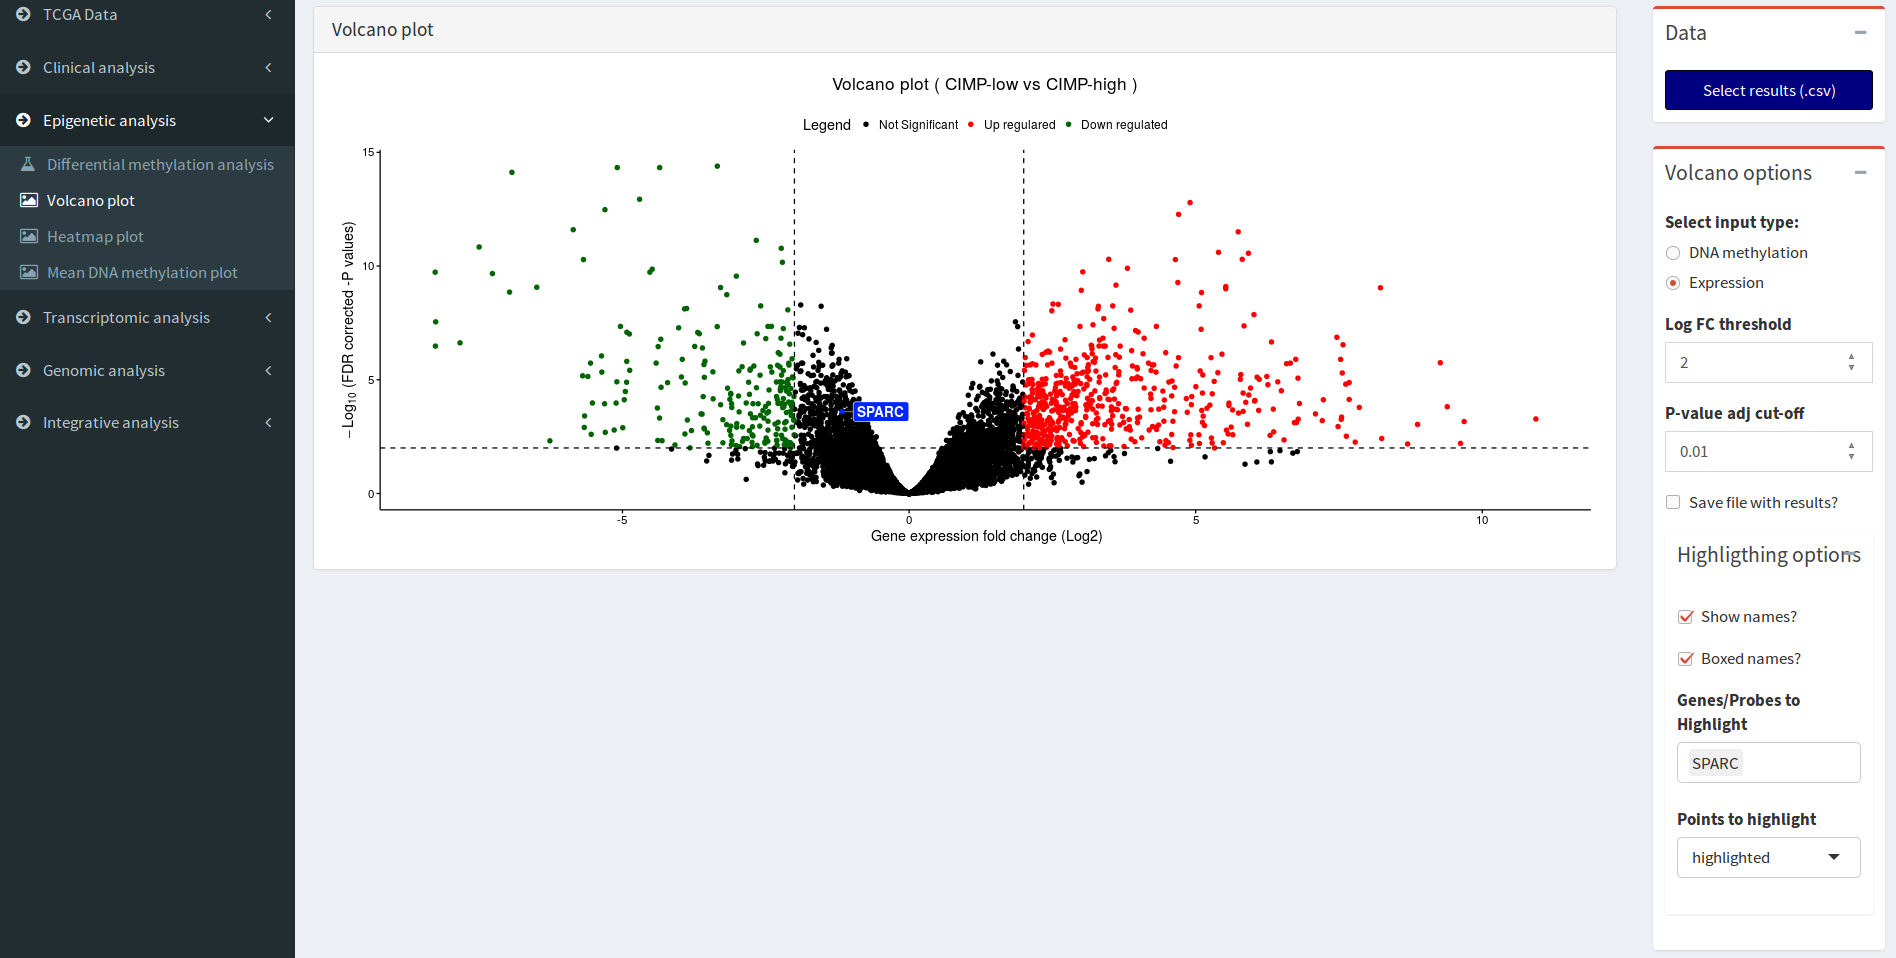 TCGA Data
Clinical analysis
Epigenetic analysis
Differential methylation analysis
Volcano plot
Heatmap plot
Mean DNA methylation plot
Transcriptomic analysis
Genomic analysis
Integrative analysis
Volcano plot
Volcano plot ( CIMP-low vs CIMP-high )
Legend Not Significant Up regulared Down regulated
−Log10 (FDR corrected -P values)
15
10
5
0
SPARC
-5 0 5 10
Gene expression fold change (Log2)
Data
Select results (.csv)
Volcano options
Select input type:
DNA methylation
Expression
Log FC threshold
2
P-value adj cut-off
0.01
Save file with results?
Highligthing options
Show names?
Boxed names?
Genes/Probes to
Highlight
SPARC
Points to highlight
highlighted